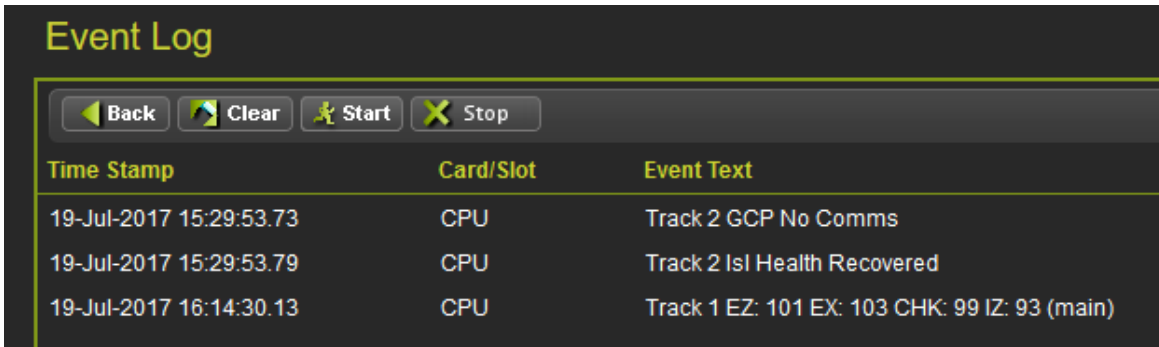 Event Log
Back Clear Start Stop
Time Stamp Card/Slot Event Text
19-Jul-2017 15:29:53.73 CPU Track 2 GCP No Comms
19-Jul-2017 15:29:53.79 CPU Track 2 Isl Health Recovered
19-Jul-2017 16:14:30.13 CPU Track 1 EZ: 101 EX: 103 CHK: 99 IZ: 93 (main)